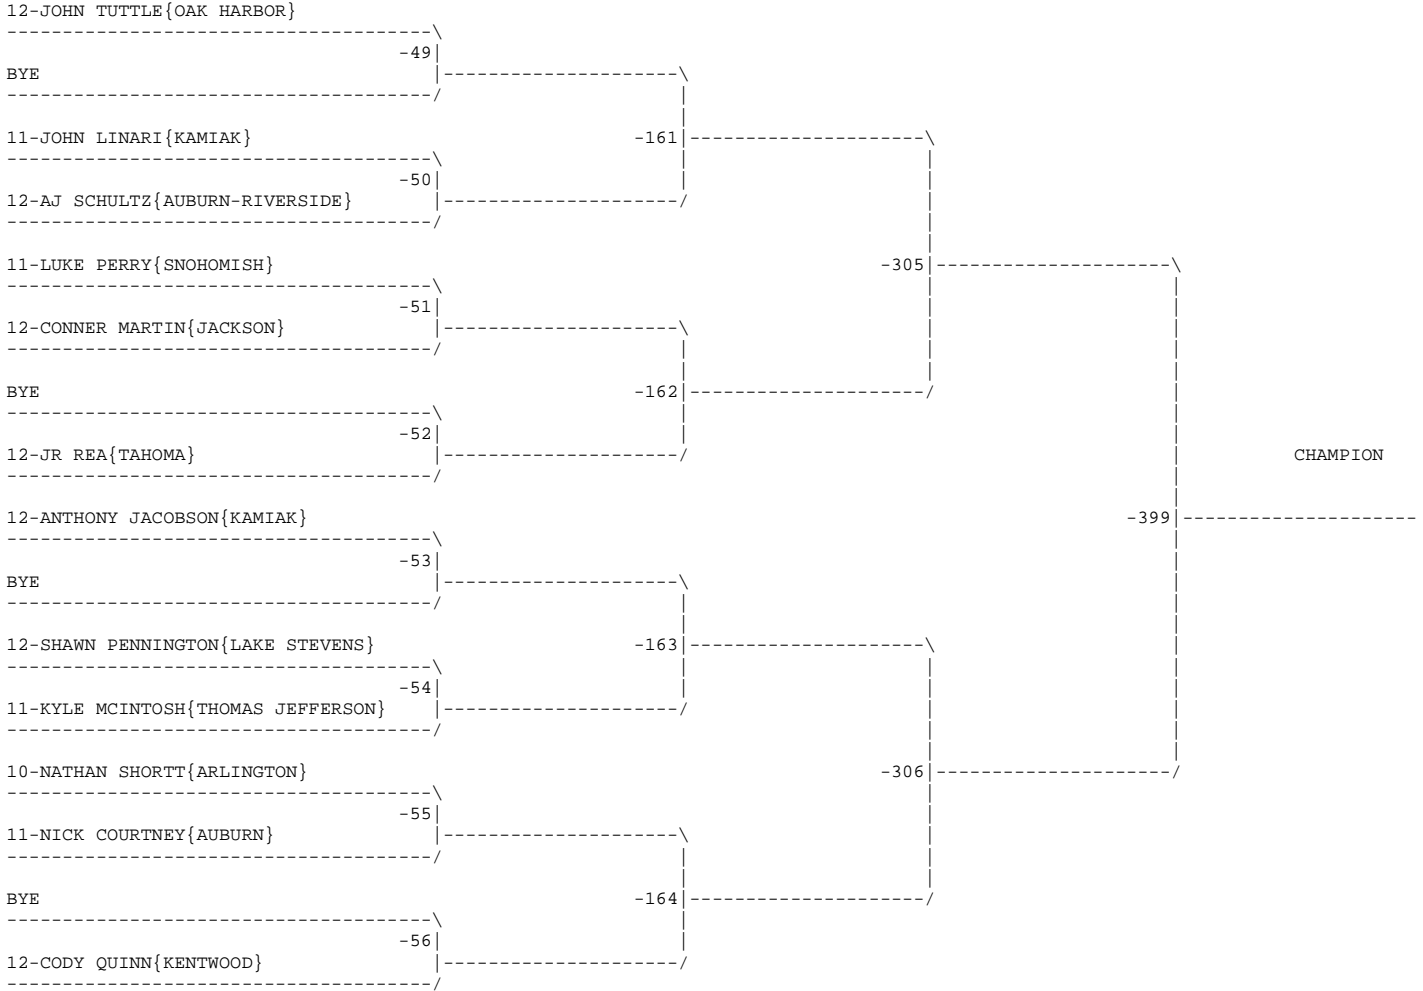 12-JOHN TUTTLE{OAK HARBOR}
-49
BYE
11-JOHN LINARI{KAMIAK}
-161
-50
12-AJ SCHULTZ{AUBURN-RIVERSIDE}
11-LUKE PERRY{SNOHOMISH}
-305
-51
12-CONNER MARTIN{JACKSON}
BYE
-162
-52
12-JR REA{TAHOMA}
CHAMPION
12-ANTHONY JACOBSON{KAMIAK}
-399
-53
BYE
12-SHAWN PENNINGTON{LAKE STEVENS}
-163
-54
11-KYLE MCINTOSH{THOMAS JEFFERSON}
10-NATHAN SHORTT{ARLINGTON}
-306
-55
11-NICK COURTNEY{AUBURN}
BYE
-164
-56
12-CODY QUINN{KENTWOOD}